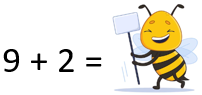 9 + 2 =